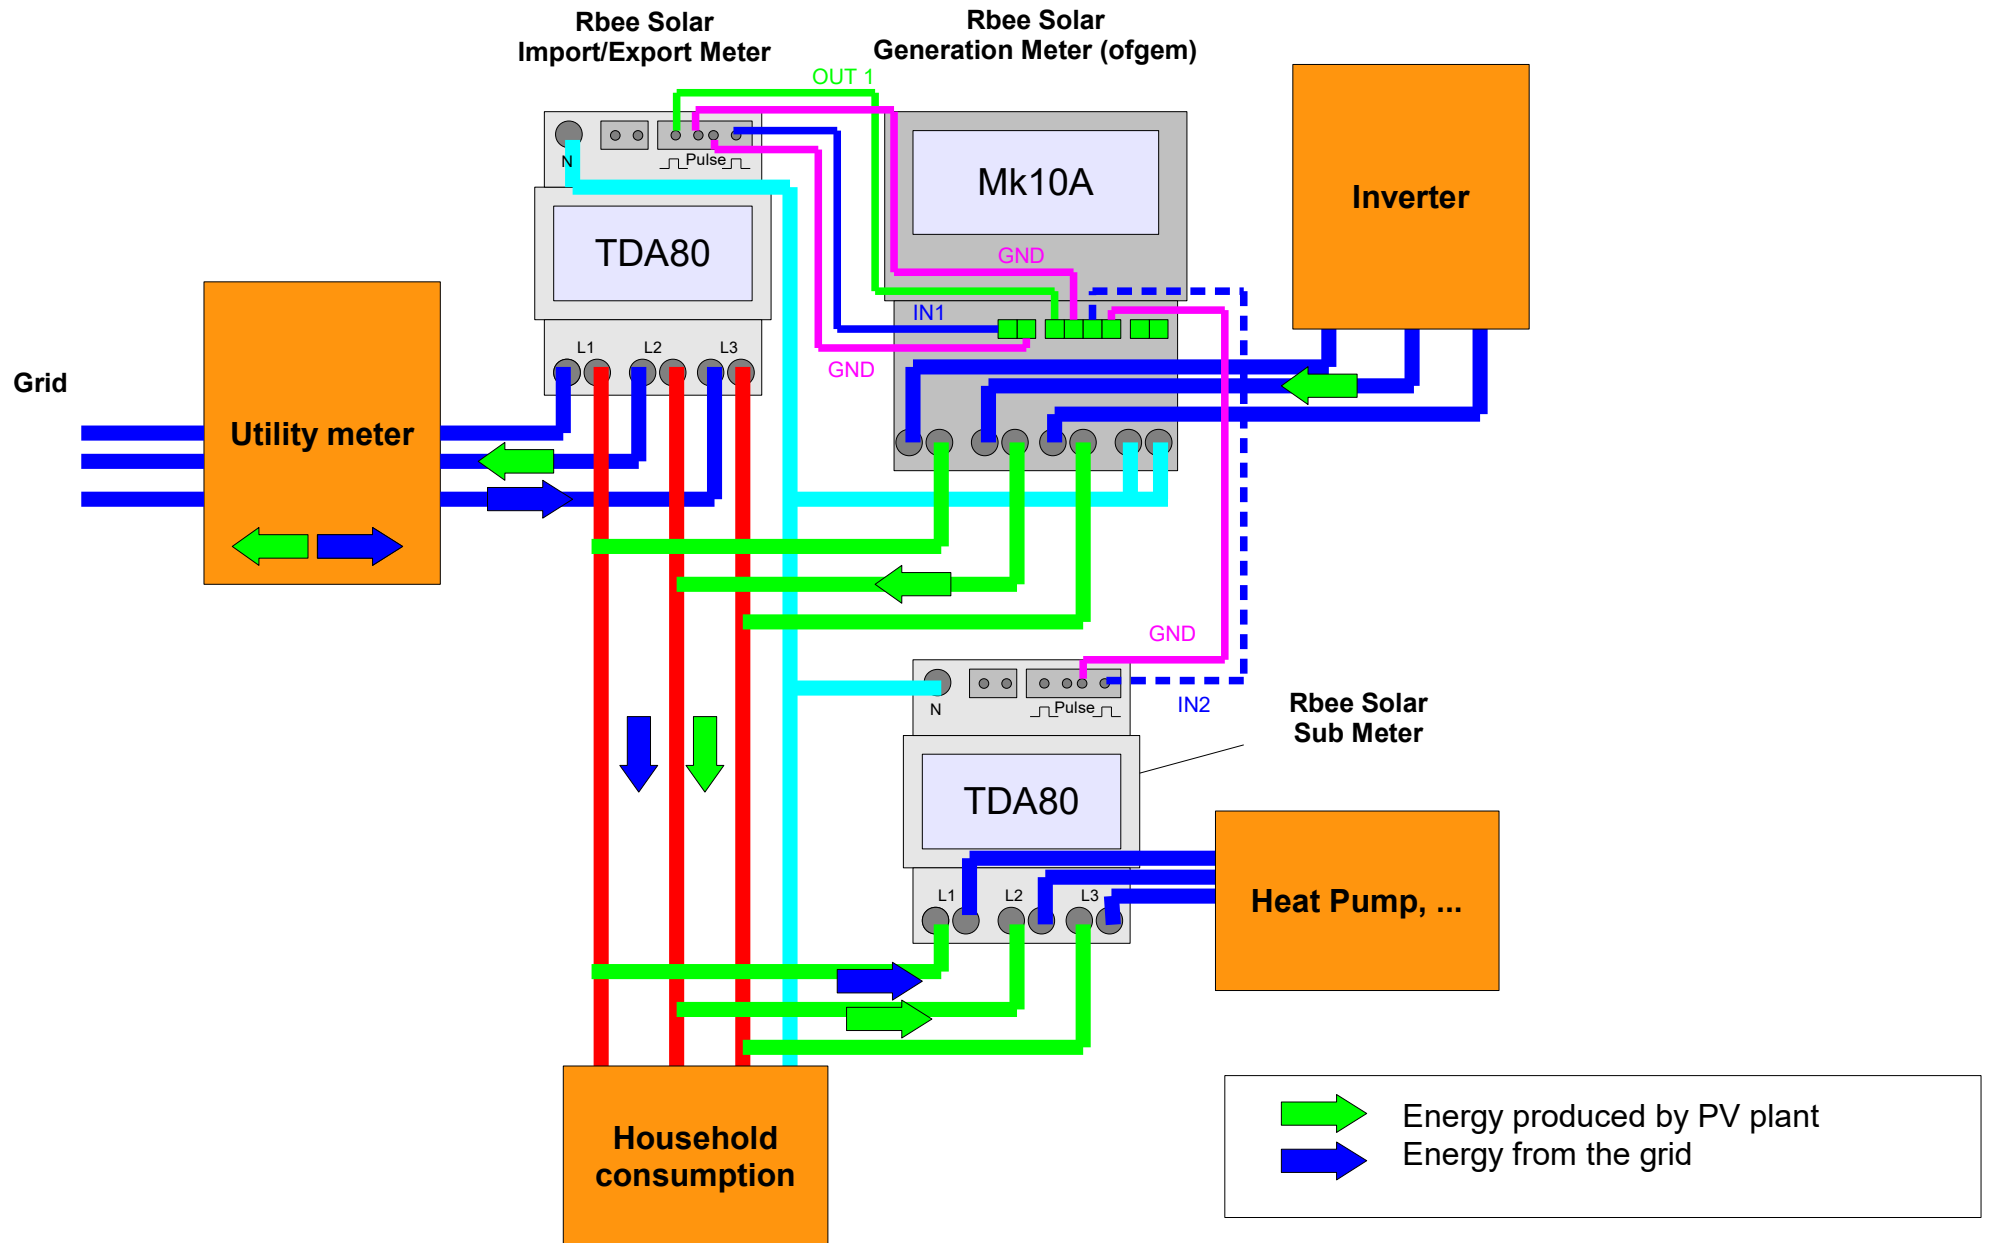 Rbee Solar
Import/Export Meter
Rbee Solar
Generation Meter (ofgem)
OUT 1
N
Pulse
Mk10A
Inverter
TDA80
GND
IN1
L1
L2
L3
GND
Grid
Utility meter
GND
N
Pulse
IN2
Rbee Solar
Sub Meter
TDA80
L1
L2
L3
Heat Pump, ...
Household
consumption
Energy produced by PV plant
Energy from the grid